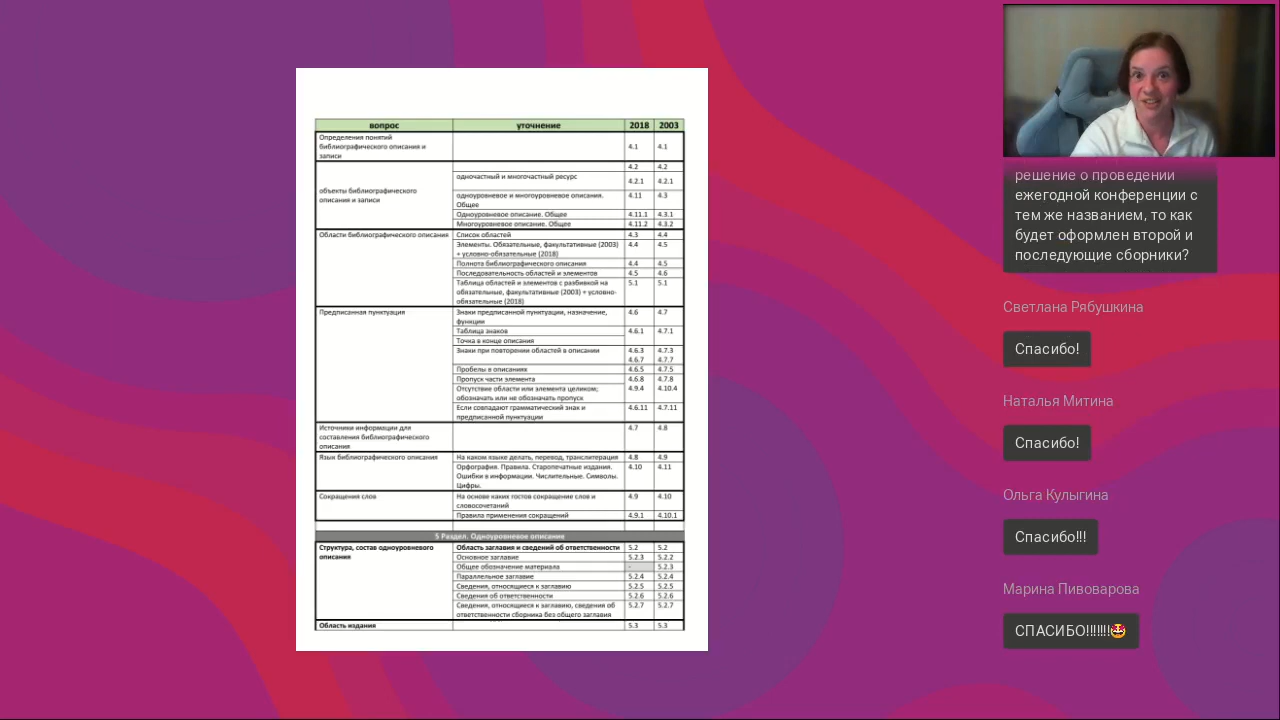 вопрос уточнение 2018 2003
Определения понятий
библиографического описания и
записи
4.1 4.1
объекты библиографического
описания и записи
4.2 4.2
одночастный и многочастный ресурс
4.2.1 4.2.1
одноуровневое и многоуровневое описания.
Общее
4.11 4.3
Одноуровневое описание. Общее 4.11.1 4.3.1
Многоуровневое описание. Общее 4.11.2 4.3.2
Области библиографического описания Список областей 4.3 4.4
Элементы. Обязательные, факультативные (2003)
+ условно-обязательные (2018)
4.4 4.5
Полнота библиографического описания 4.4 4.5
Последовательность областей и элементов 4.5 4.6
Таблица областей и элементов с разбивкой на
обязательные, факультативные (2003) + условно-
обязательные (2018)
5.1 5.1
Предписанная пунктуация Знаки предписанной пунктуации, назначение,
функции
4.6 4.7
Таблица знаков 4.6.1 4.7.1
Точка в конце описания
Знаки при повторении областей в описании 4.6.3 4.7.3
4.6.7 4.7.7
Пробелы в описаниях 4.6.5 4.7.5
Пропуск части элемента 4.6.8 4.7.8
Отсутствие области или элемента целиком;
обозначать или не обозначать пропуск
4.9.4 4.10.4
Если совпадают грамматический знак и
предписанной пунктуации
4.6.11 4.7.11
Источники информации для
составления библиографического
описания
4.7 4.8
Язык библиографического описания На каком языке делать, перевод, транслитерация 4.8 4.9
Орфография. Правила. Старопечатные издания.
Ошибки в информации. Числительные. Символы.
Цифры.
4.10 4.11
Сокращения слов На основе каких гостов сокращение слов и
словосочетаний
4.9 4.10
Правила применения сокращений 4.9.1 4.10.1
5 Раздел. Одноуровневое описание
Структура, состав одноуровневого
описания
Область заглавия и сведений об ответственности 5.2 5.2
Основное заглавие 5.2.3 5.2.2
Общее обозначение материала - 5.2.3
Параллельное заглавие 5.2.4 5.2.4
Сведения, относящиеся к заглавию 5.2.5 5.2.5
Сведения об ответственности 5.2.6 5.2.6
Сведения, относящиеся к заглавию, сведения об
ответственности сборника без общего заглавия
5.2.7 5.2.7
Область издания 5.3 5.3
решение о проведении
ежегодной конференции с
тем же названием, то как
будет оформлен второй и
последующие сборники?
Светлана Рябушкина
Спасибо!
Наталья Митина
Спасибо!
Ольга Кулыгина
Спасибо!!!
Марина Пивоварова
СПАСИБО!!!!!!!🤩